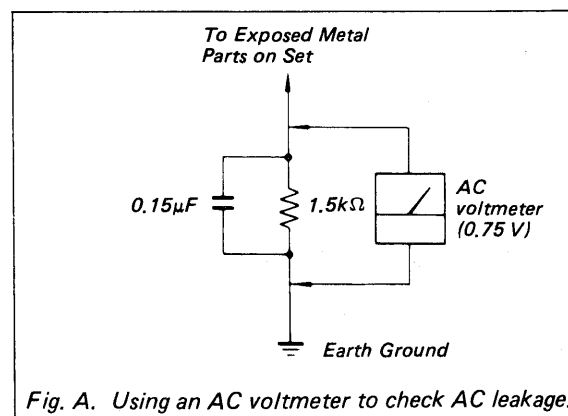 To Exposed Metal
Parts on Set
0.15μF
1.5kΩ
AC
voltmeter
(0.75 V)
Earth Ground
Fig. A. Using an AC voltmeter to check AC leakage.